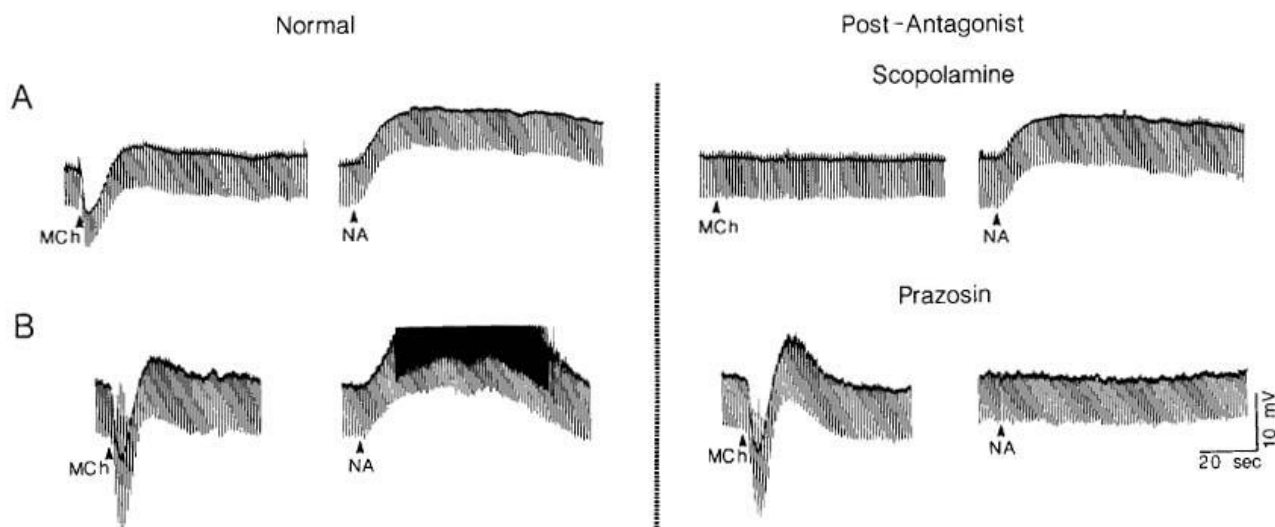 Normal
Post-Antagonist
Scopolamine
A
MCh
NA
MCh
NA
Prazosin
B
MCh
NA
MCh
NA
10 mV
20 sec